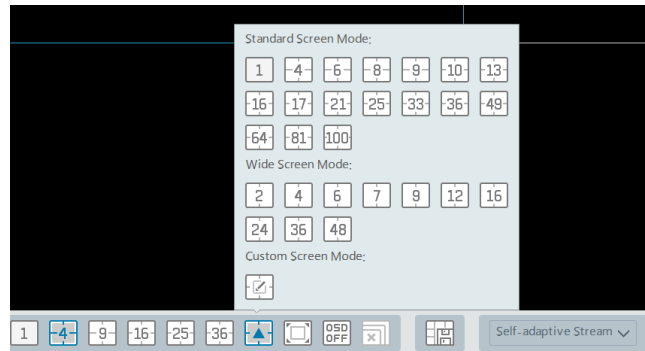 Standard Screen Mode:
1 4 6 8 9 10 13
16 17 21 25 33 36 49
64 81 100
Wide Screen Mode:
2 4 6 7 9 12 16
24 36 48
Custom Screen Mode:
1 4 9 16 25 36 OSD OFF Self-adaptive Stream